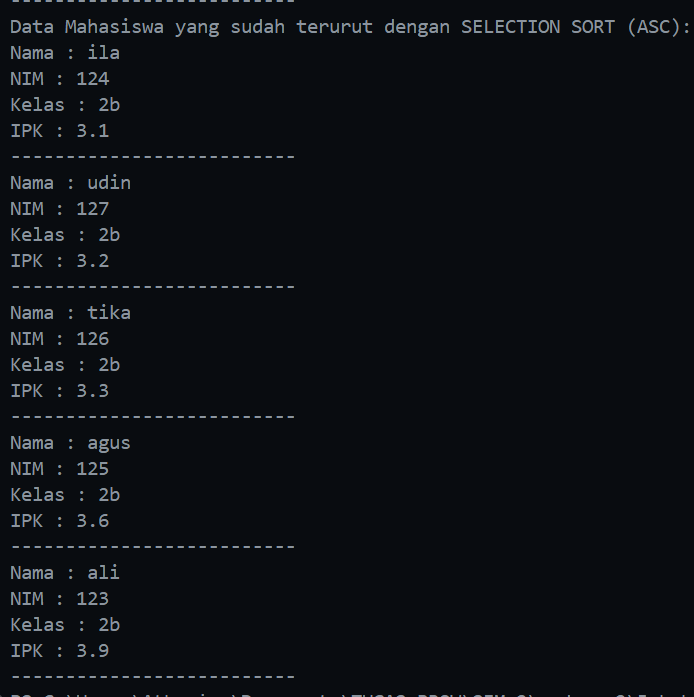 --------------------------
Data Mahasiswa yang sudah terurut dengan SELECTION SORT (ASC):
Nama : ila
NIM : 124
Kelas : 2b
IPK : 3.1
--------------------------
Nama : udin
NIM : 127
Kelas : 2b
IPK : 3.2
--------------------------
Nama : tika
NIM : 126
Kelas : 2b
IPK : 3.3
--------------------------
Nama : agus
NIM : 125
Kelas : 2b
IPK : 3.6
--------------------------
Nama : ali
NIM : 123
Kelas : 2b
IPK : 3.9
--------------------------